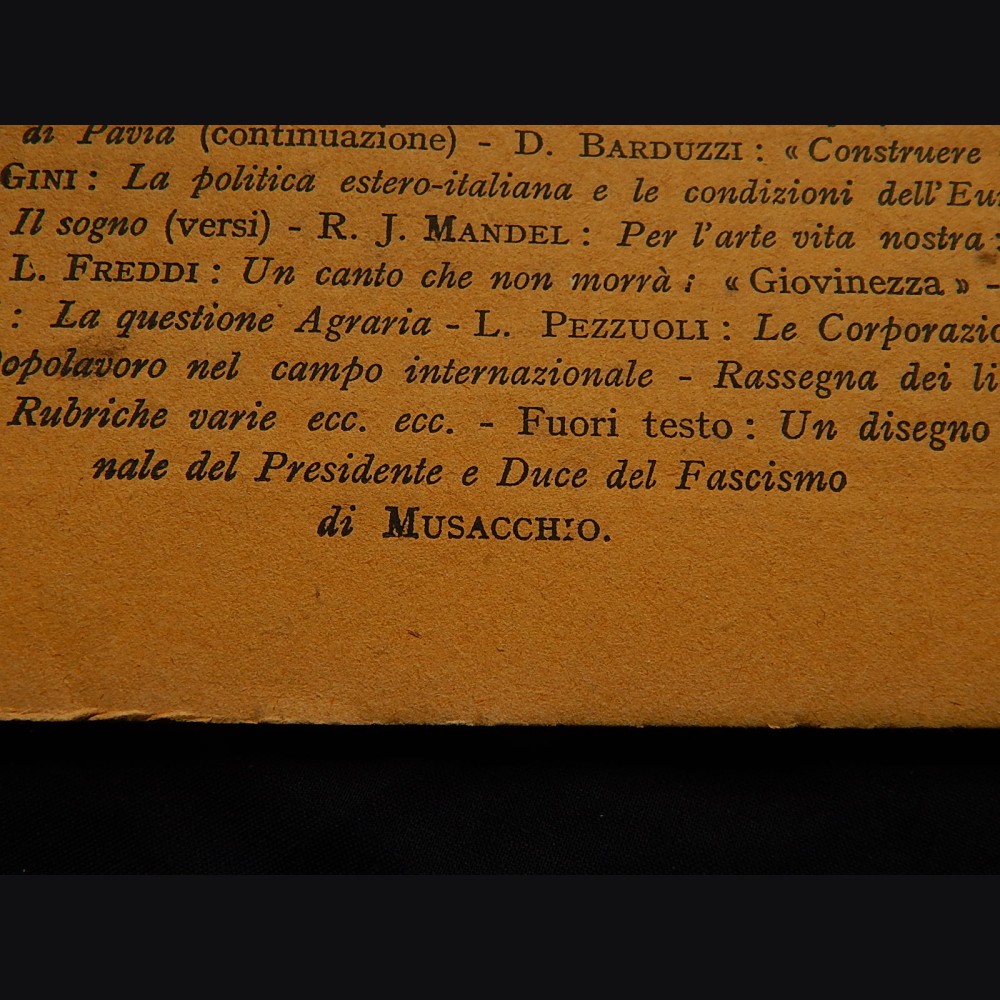 di Pavia (continuazione) - D. BARDUZZI : « Construere
GINI : La politica estero-italiana e le condizioni dell'Eu
Il sogno (versi) - R. J. MANDEL : Per l'arte vita nostra :
L. FREDDI : Un canto che non morrà : « Giovinezza » -
: La questione Agraria - L. PEZZUOLI : Le Corporazio
opolavoro nel campo internazionale - Rassegna dei li
Rubriche varie ecc. ecc. - Fuori testo : Un disegno
nale del Presidente e Duce del Fascismo
di MUSACCHIO.